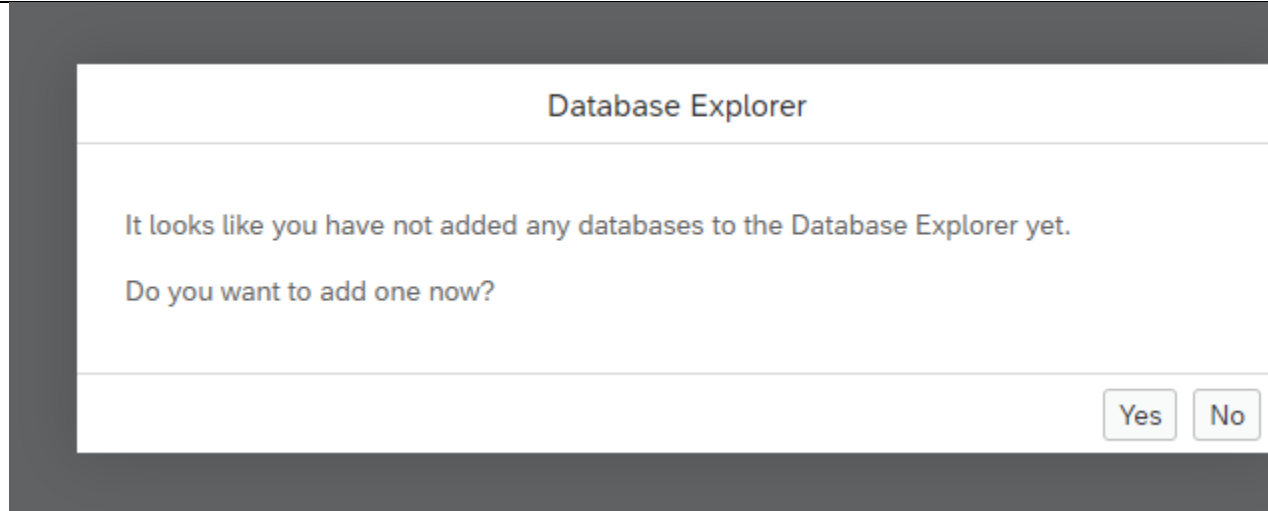 Database Explorer
It looks like you have not added any databases to the Database Explorer yet.
Do you want to add one now?
Yes No